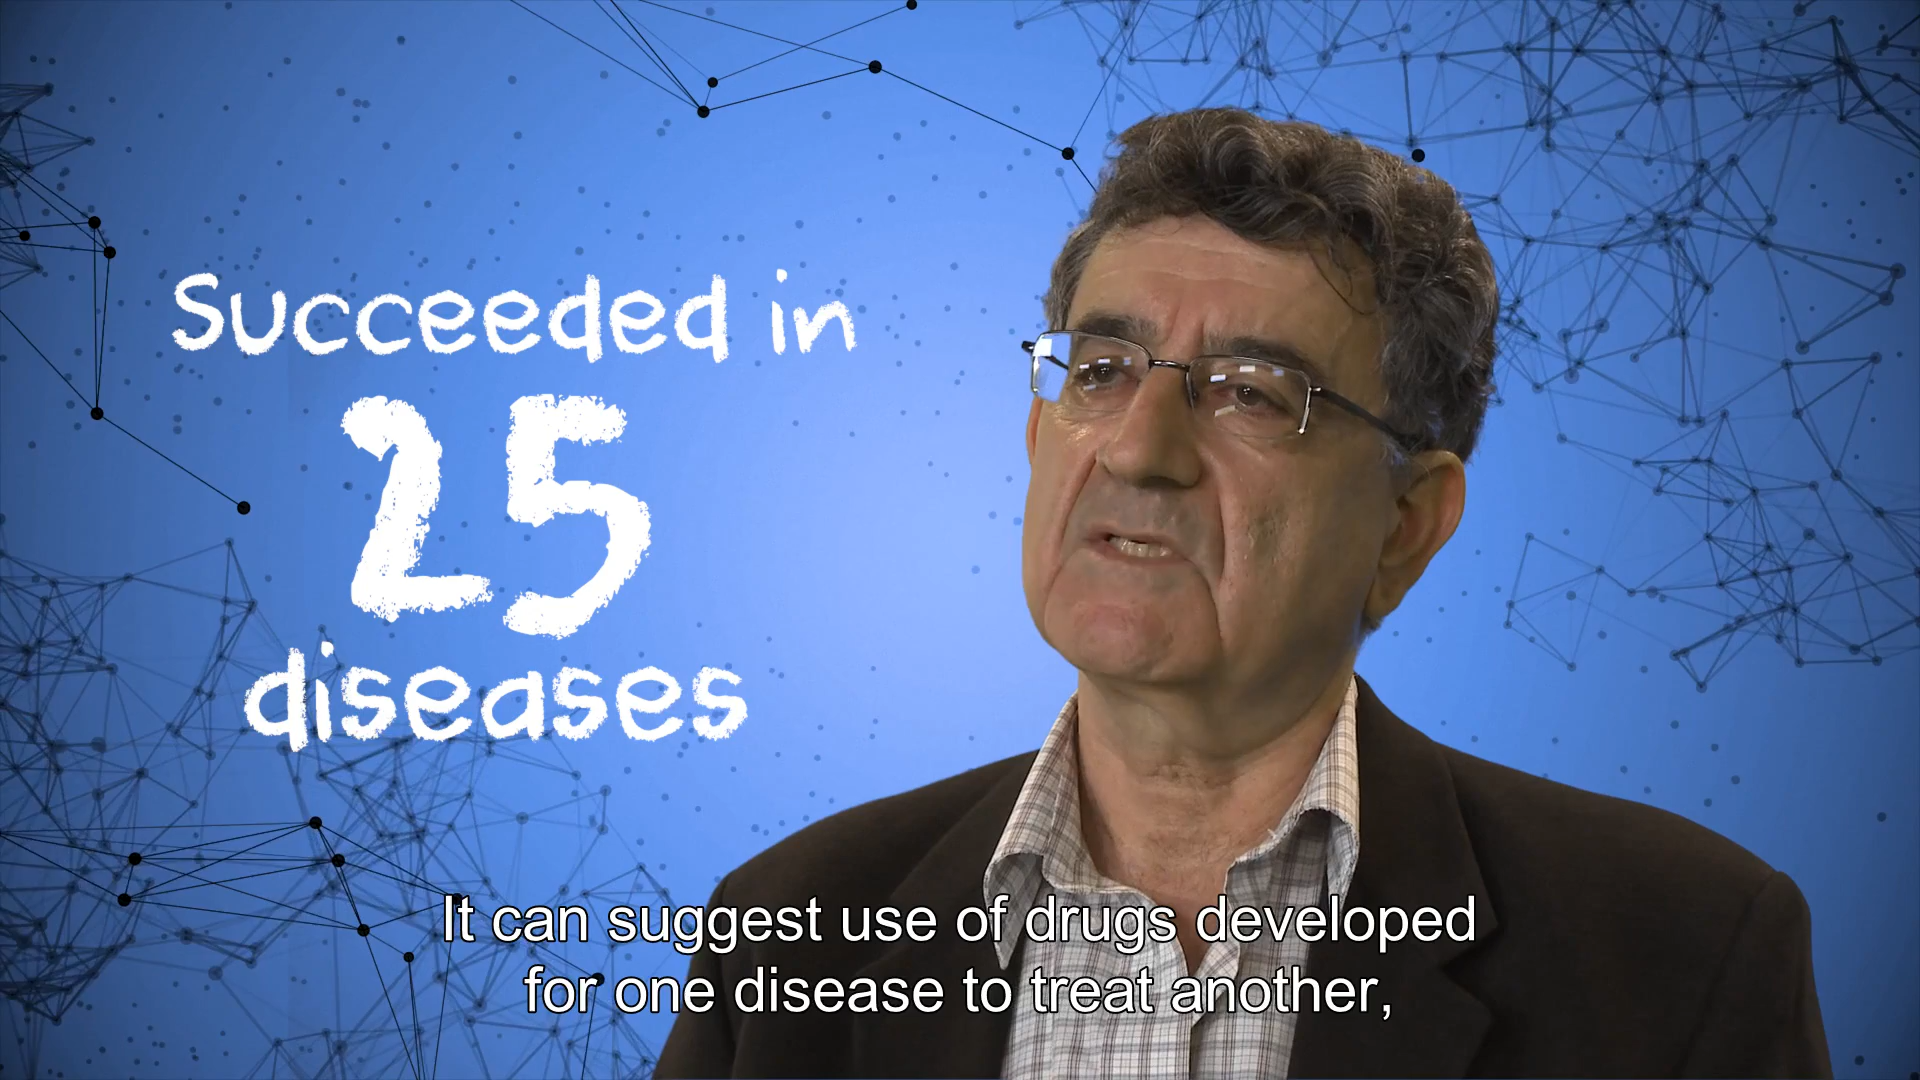 Succeeded in
25
diseases
It can suggest use of drugs developed
for one disease to treat another,